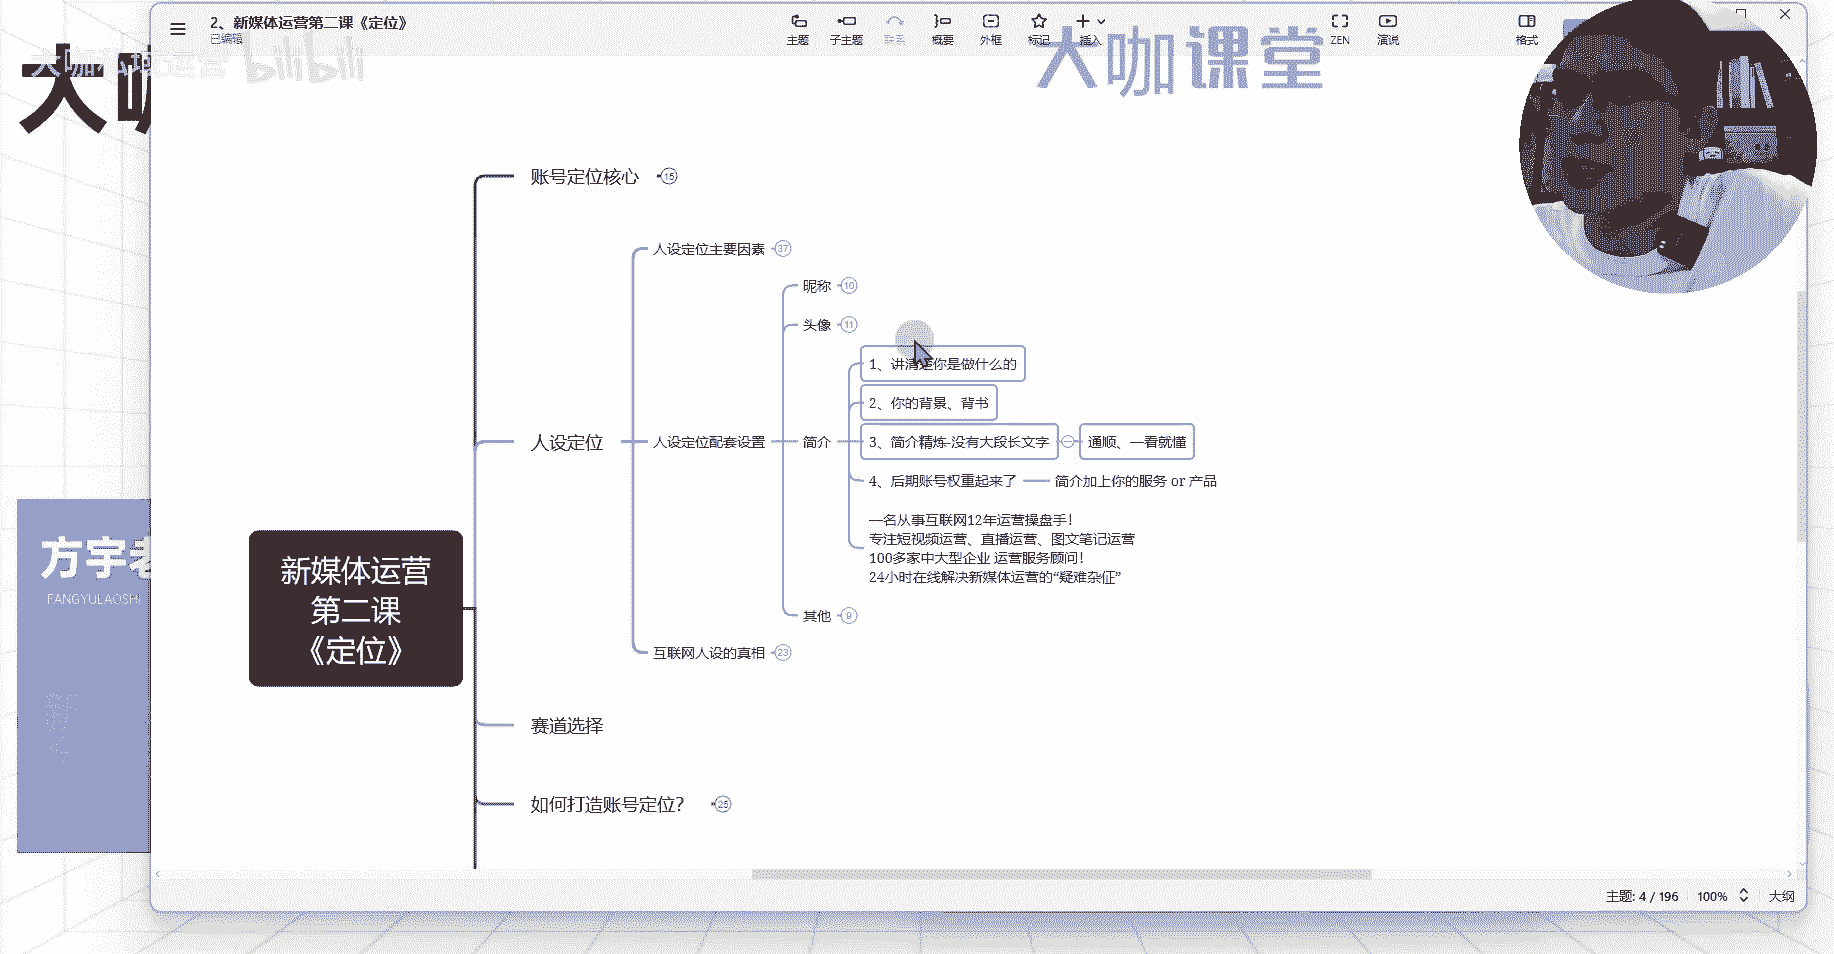 2、新媒体运营第二课《定位》
已编辑
主题
子主题
联系
概要
外框
标记
插入
ZEN
演说
格式
大咖私域运营 bilibili
大咖课堂
大咖
账号定位核心 15
人设定位主要因素 37
昵称 10
头像 11
1、讲清楚你是做什么的
2、你的背景、背书
人设定位
人设定位配套设置
简介
3、简介精炼-没有大段长文字
通顺、一看就懂
4、后期账号权重起来了
简介加上你的服务 or 产品
一名从事互联网12年运营操盘手！
专注短视频运营、直播运营、图文笔记运营
100多家中大型企业 运营服务顾问！
24小时在线解决新媒体运营的“疑难杂症”
其他 9
互联网人设的真相 23
新媒体运营
第二课
《定位》
方宇老
FANGYULAOSHI
赛道选择
如何打造账号定位？ 25
主题: 4 / 196
100%
大纲